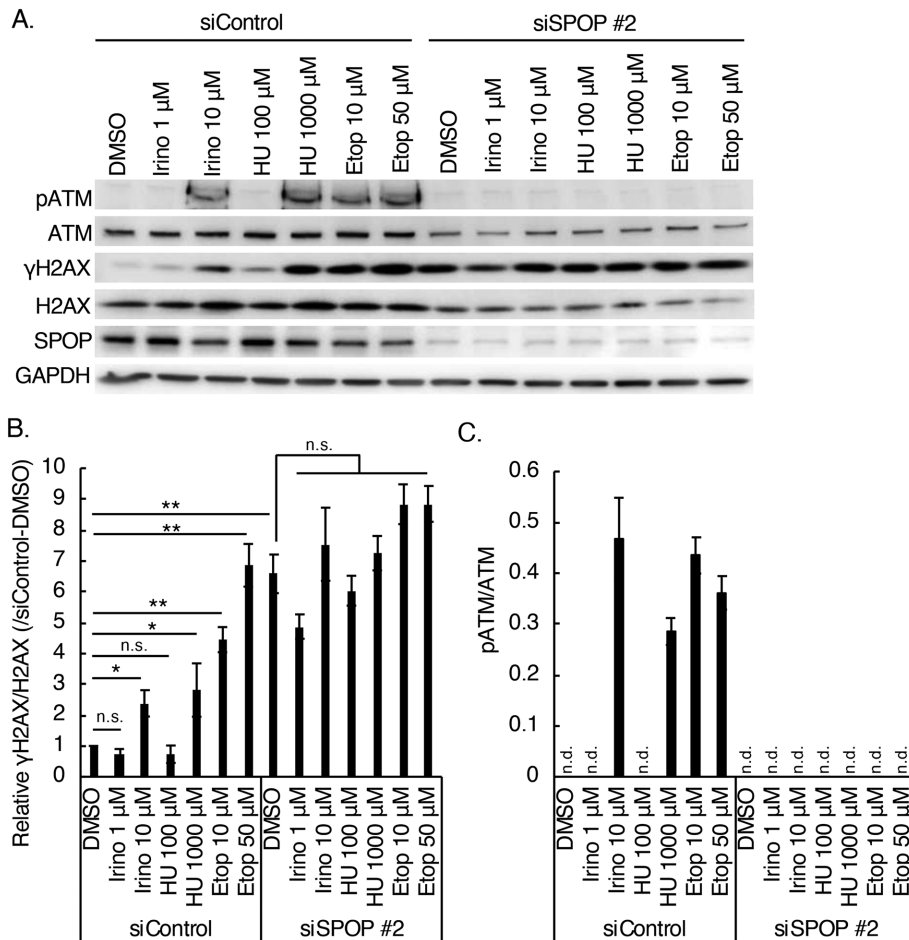 A.
siControl siSPOP #2
DMSO Irino 1 μM Irino 10 μM HU 100 μM HU 1000 μM Etop 10 μM Etop 50 μM DMSO Irino 1 μM Irino 10 μM HU 100 μM HU 1000 μM Etop 10 μM Etop 50 μM
pATM
ATM
γH2AX
H2AX
SPOP
GAPDH
B.
Relative γH2AX/H2AX (/siControl-DMSO)
10
9
8
7
6
5
4
3
2
1
0
n.s.
**
**
**
*
n.s.
*
n.s.
DMSO Irino 1 μM Irino 10 μM HU 100 μM HU 1000 μM Etop 10 μM Etop 50 μM DMSO Irino 1 μM Irino 10 μM HU 100 μM HU 1000 μM Etop 10 μM Etop 50 μM
siControl siSPOP #2
C.
pATM/ATM
0.6
0.5
0.4
0.3
0.2
0.1
0
n.d. n.d. n.d. n.d. n.d. n.d. n.d. n.d. n.d. n.d.
DMSO Irino 1 μM Irino 10 μM HU 100 μM HU 1000 μM Etop 10 μM Etop 50 μM DMSO Irino 1 μM Irino 10 μM HU 100 μM HU 1000 μM Etop 10 μM Etop 50 μM
siControl siSPOP #2